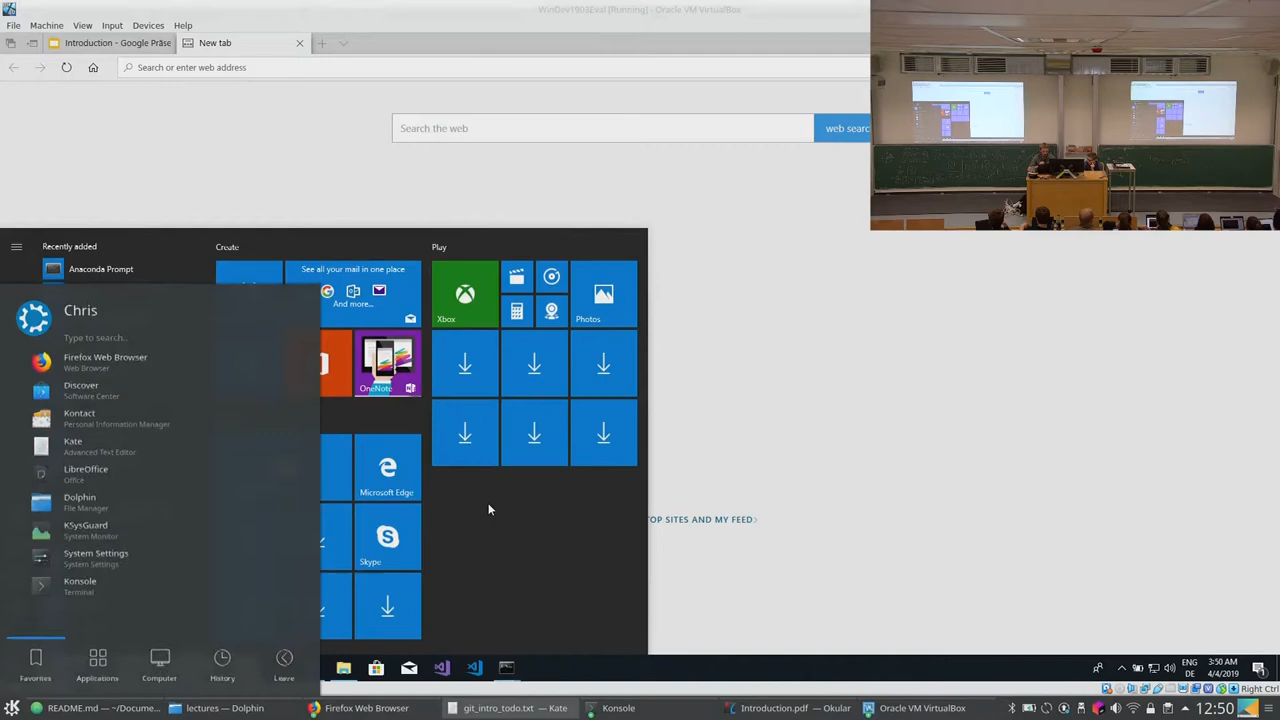 WinDev1903Eval [Running] - Oracle VM VirtualBox
File Machine View Input Devices Help
Introduction - Google Präse
New tab
Search or enter web address
Search the web
web searc
Recently added
Create
Play
Anaconda Prompt
See all your mail in one place
And more...
Xbox
Photos
OneNote
Microsoft Edge
Skype
TOP SITES AND MY FEED
Chris
Type to search..
Firefox Web Browser
Web Browser
Discover
Software Center
Kontact
Personal Information Manager
Kate
Advanced Text Editor
LibreOffice
Office
Dolphin
File Manager
KSysGuard
System Monitor
System Settings
System Settings
Konsole
Terminal
Favorites
Applications
Computer
History
Leave
ENG
DE
3:50 AM
4/4/2019
Right Ctrl
README.md — ~/Docume...
lectures — Dolphin
Firefox Web Browser
git_intro_todo.txt — Kate
Konsole
Introduction.pdf — Okular
Oracle VM VirtualBox
12:50